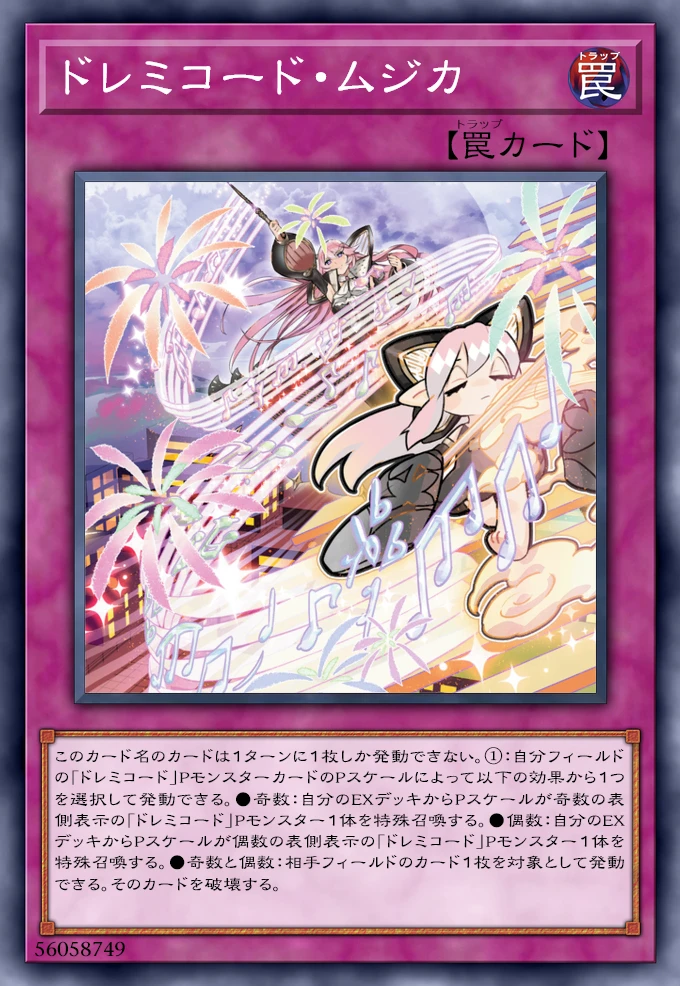 ドレミコード・ムジカ
トラップ
罠
トラップ
【罠カード】
このカード名のカードは1ターンに1枚しか発動できない。①：自分フィールド
の「ドレミコード」PモンスターカードのPスケールによって以下の効果から1つ
を選択して発動できる。●奇数：自分のEXデッキからPスケールが奇数の表
側表示の「ドレミコード」Pモンスター1体を特殊召喚する。●偶数：自分のEX
デッキからPスケールが偶数の表側表示の「ドレミコード」Pモンスター1体を
特殊召喚する。●奇数と偶数：相手フィールドのカード1枚を対象として発動
できる。そのカードを破壊する。
56058749